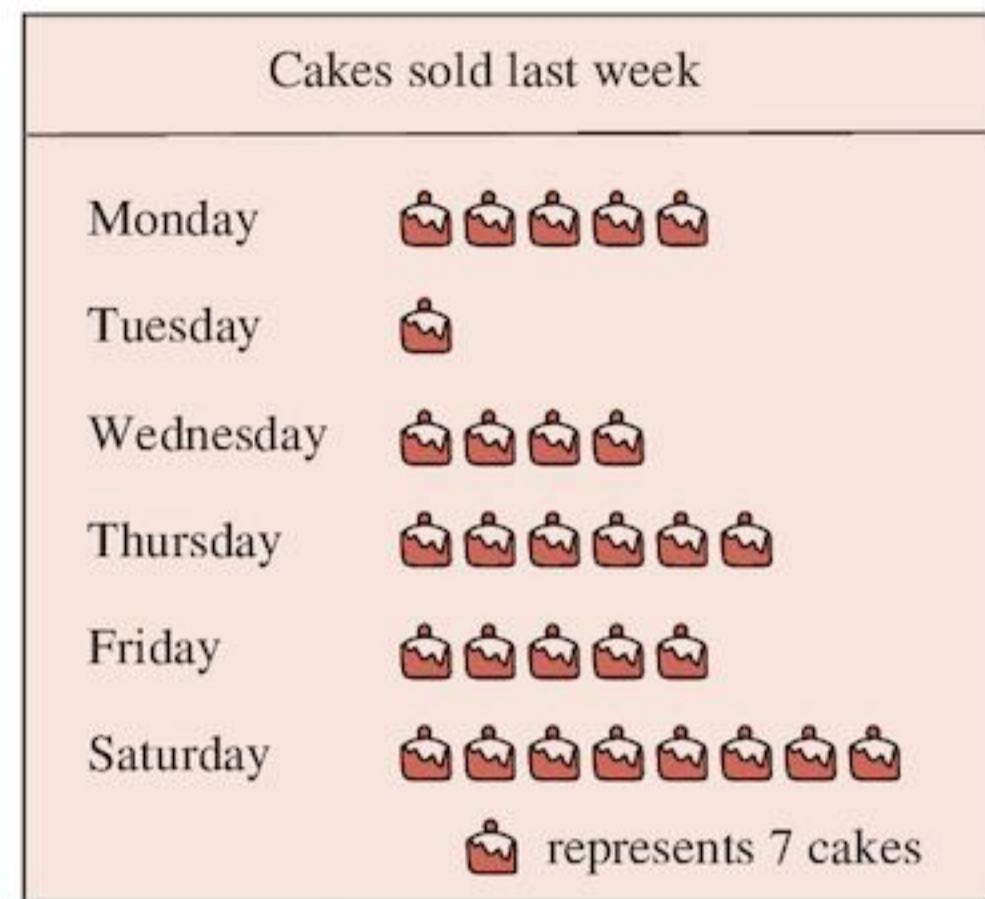 Cakes sold last week
Monday
Tuesday
Wednesday
Thursday
Friday
Saturday
represents 7 cakes